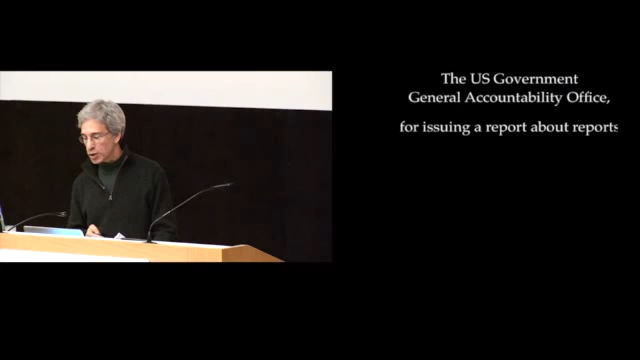 The US Government
General Accountability Office,
for issuing a report about reports